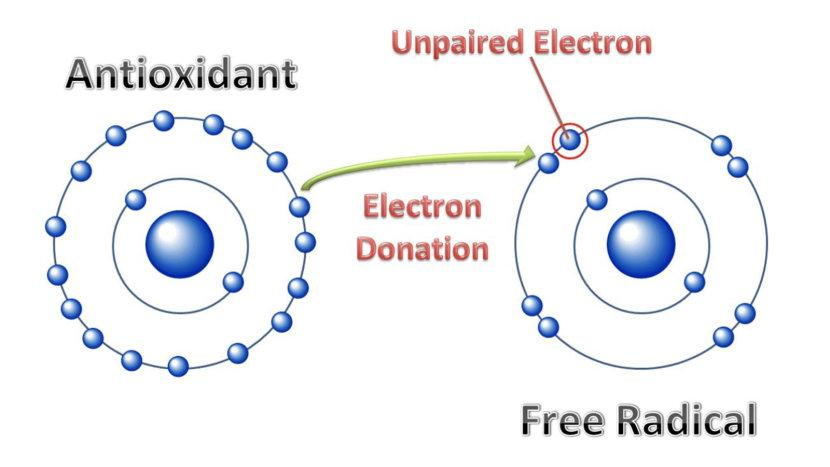 Unpaired Electron
Antioxidant
Electron
Donation
Free Radical